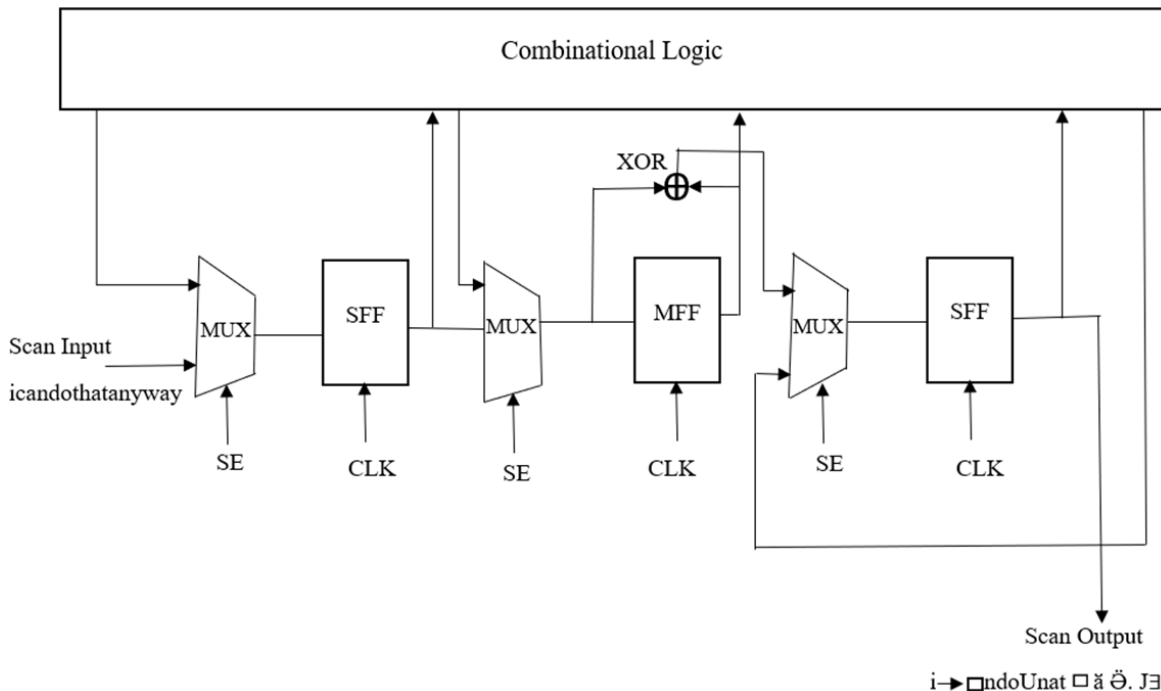 Combinational Logic
XOR
MUX
SFF
MUX
MFF
MUX
SFF
Scan Input
icandothatanyway
SE
CLK
SE
CLK
SE
CLK
Scan Output
i→□ndoUnat □ ă Ӛ. J∃